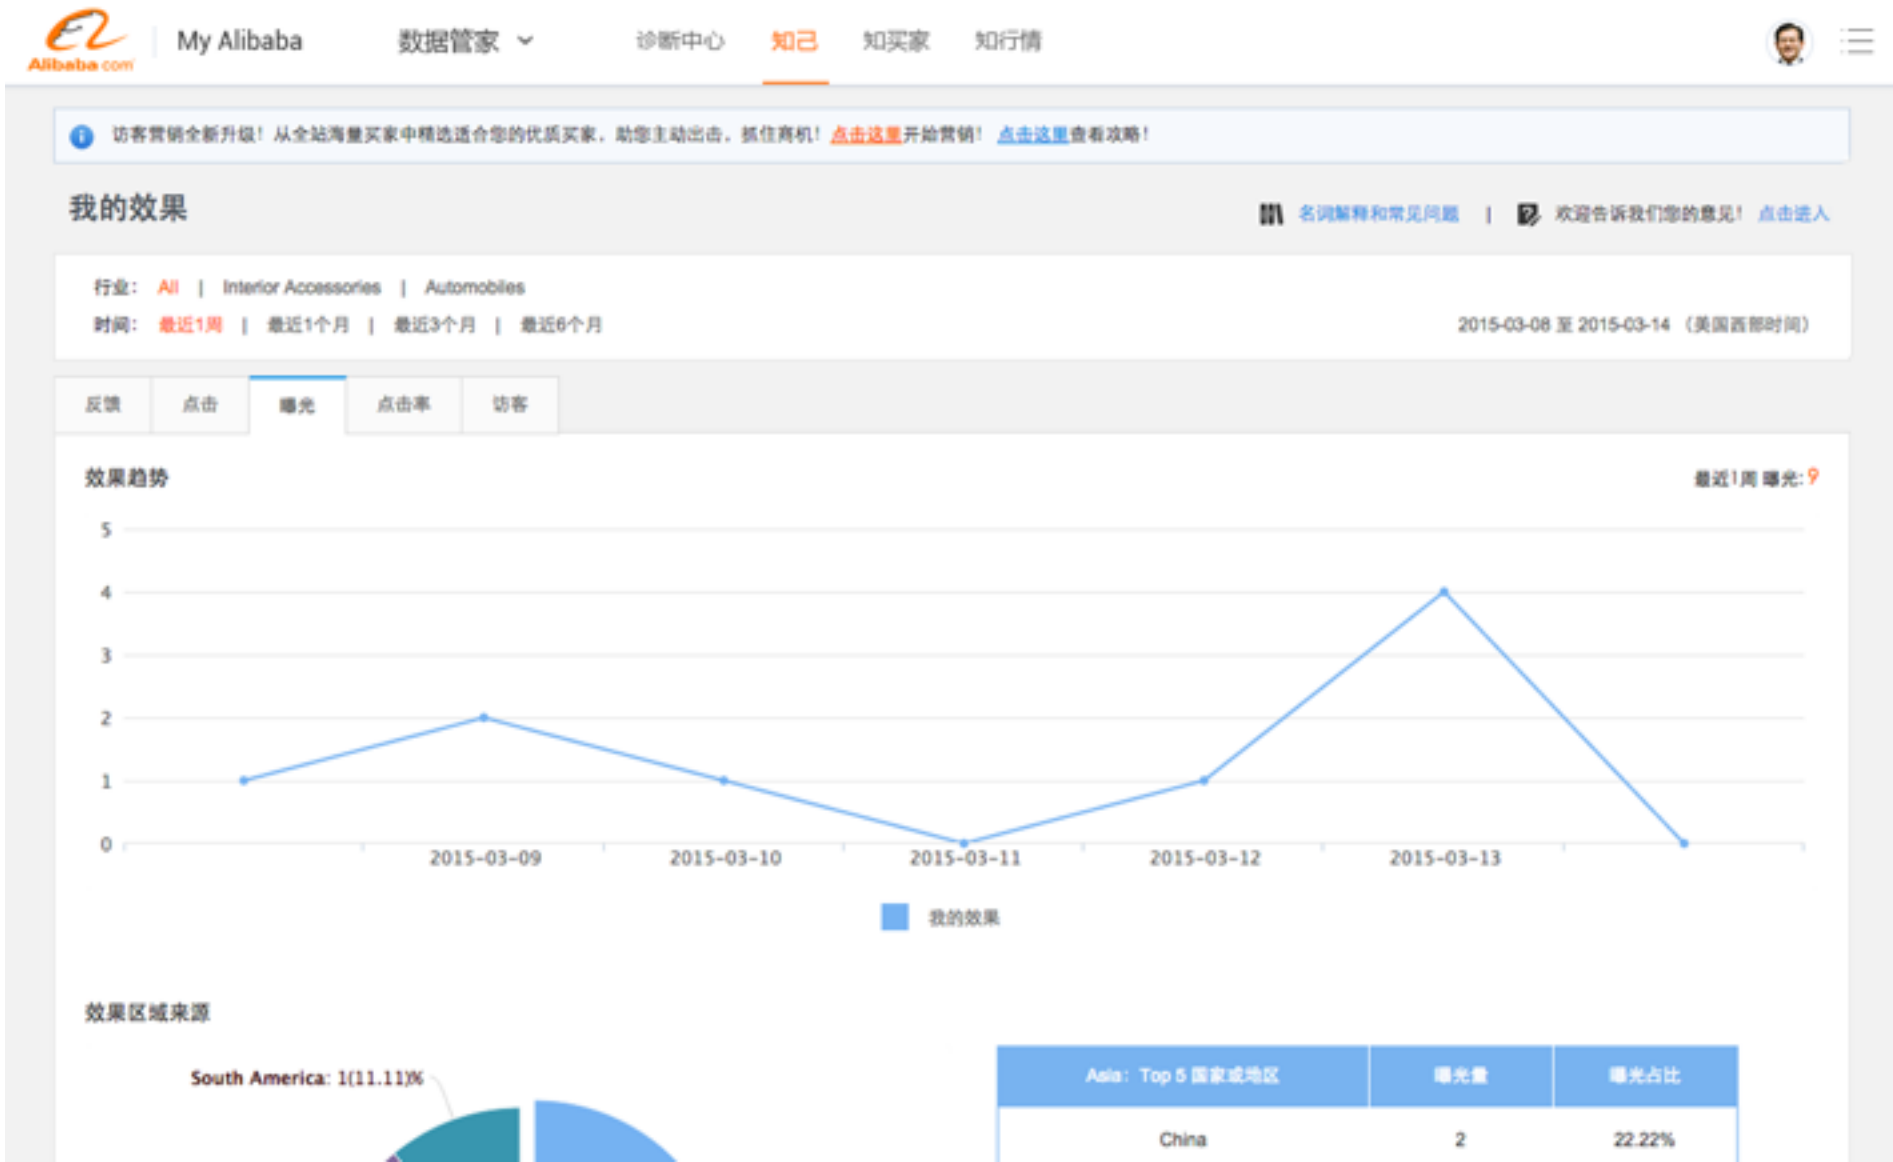 Alibaba.com
My Alibaba 数据管家 诊断中心 知己 知买家 知行情
访客营销全新升级！从全站海量买家中精选适合您的优质买家，助您主动出击，抓住商机！点击这里开始营销！ 点击这里查看攻略！
我的效果
名词解释和常见问题 | 欢迎告诉我们您的意见！ 点击进入
行业： All | Interior Accessories | Automobiles
时间： 最近1周 | 最近1个月 | 最近3个月 | 最近6个月 2015-03-08 至 2015-03-14 （美国西部时间）
反馈 点击 曝光 点击率 访客
效果趋势 最近1周 曝光:9
5
4
3
2
1
0
2015-03-09 2015-03-10 2015-03-11 2015-03-12 2015-03-13
我的效果
效果区域来源
South America: 1(11.11)%
Asia： Top 5 国家或地区 曝光量 曝光占比
China 2 22.22%